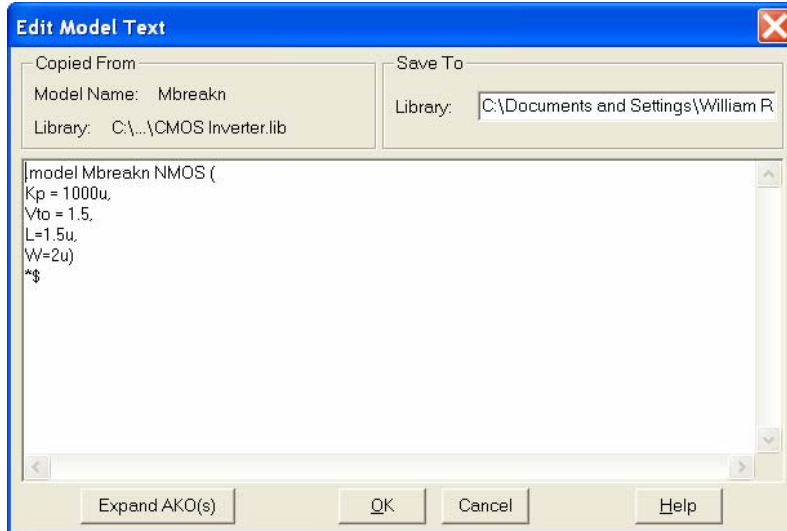 Edit Model Text
Copied From
Model Name: Mbreakn
Library: C:\...\CMOS Inverter.lib
Save To
Library: C:\Documents and Settings\William R
.model Mbreakn NMOS (
Kp = 1000u,
Vto = 1.5,
L=1.5u,
W=2u)
*$
Expand AKO(s)
OK
Cancel
Help